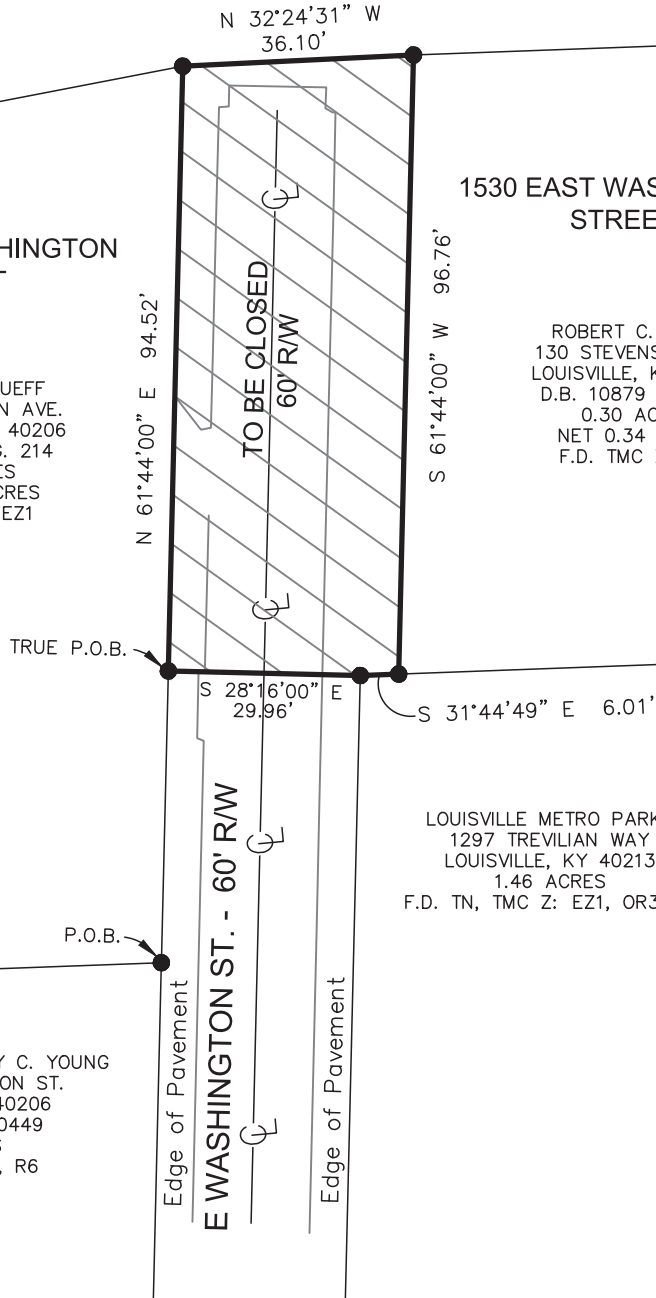 N 32°24'31" W
36.10'
1530 EAST WAS
STREE
HINGTON
N 61°44'00" E 94.52'
TO BE CLOSED
60' R/W
S 61°44'00" W 96.76'
ROBERT C.
130 STEVENS
LOUISVILLE, K
D.B. 10879
0.30 AC
NET 0.34
F.D. TMC
UEFF
N AVE.
40206
. 214
ES
CRES
EZ1
TRUE P.O.B.
S 28°16'00" E
29.96'
S 31°44'49" E 6.01'
LOUISVILLE METRO PARK
1297 TREVILIAN WAY
LOUISVILLE, KY 40213
1.46 ACRES
F.D. TN, TMC Z: EZ1, OR3
P.O.B.
E WASHINGTON ST. - 60' R/W
Edge of Pavement
Edge of Pavement
Y C. YOUNG
ON ST.
40206
0449
, R6